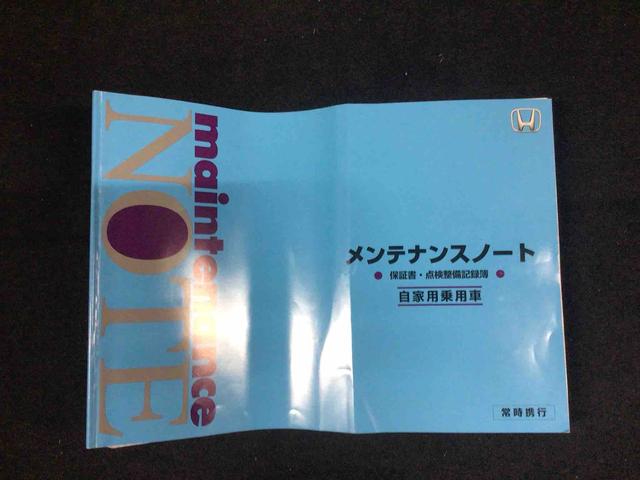 maintenance
NOTE
メンテナンスノート
● 保証書・点検整備記録簿 ●
自家用乗用車
常時携行